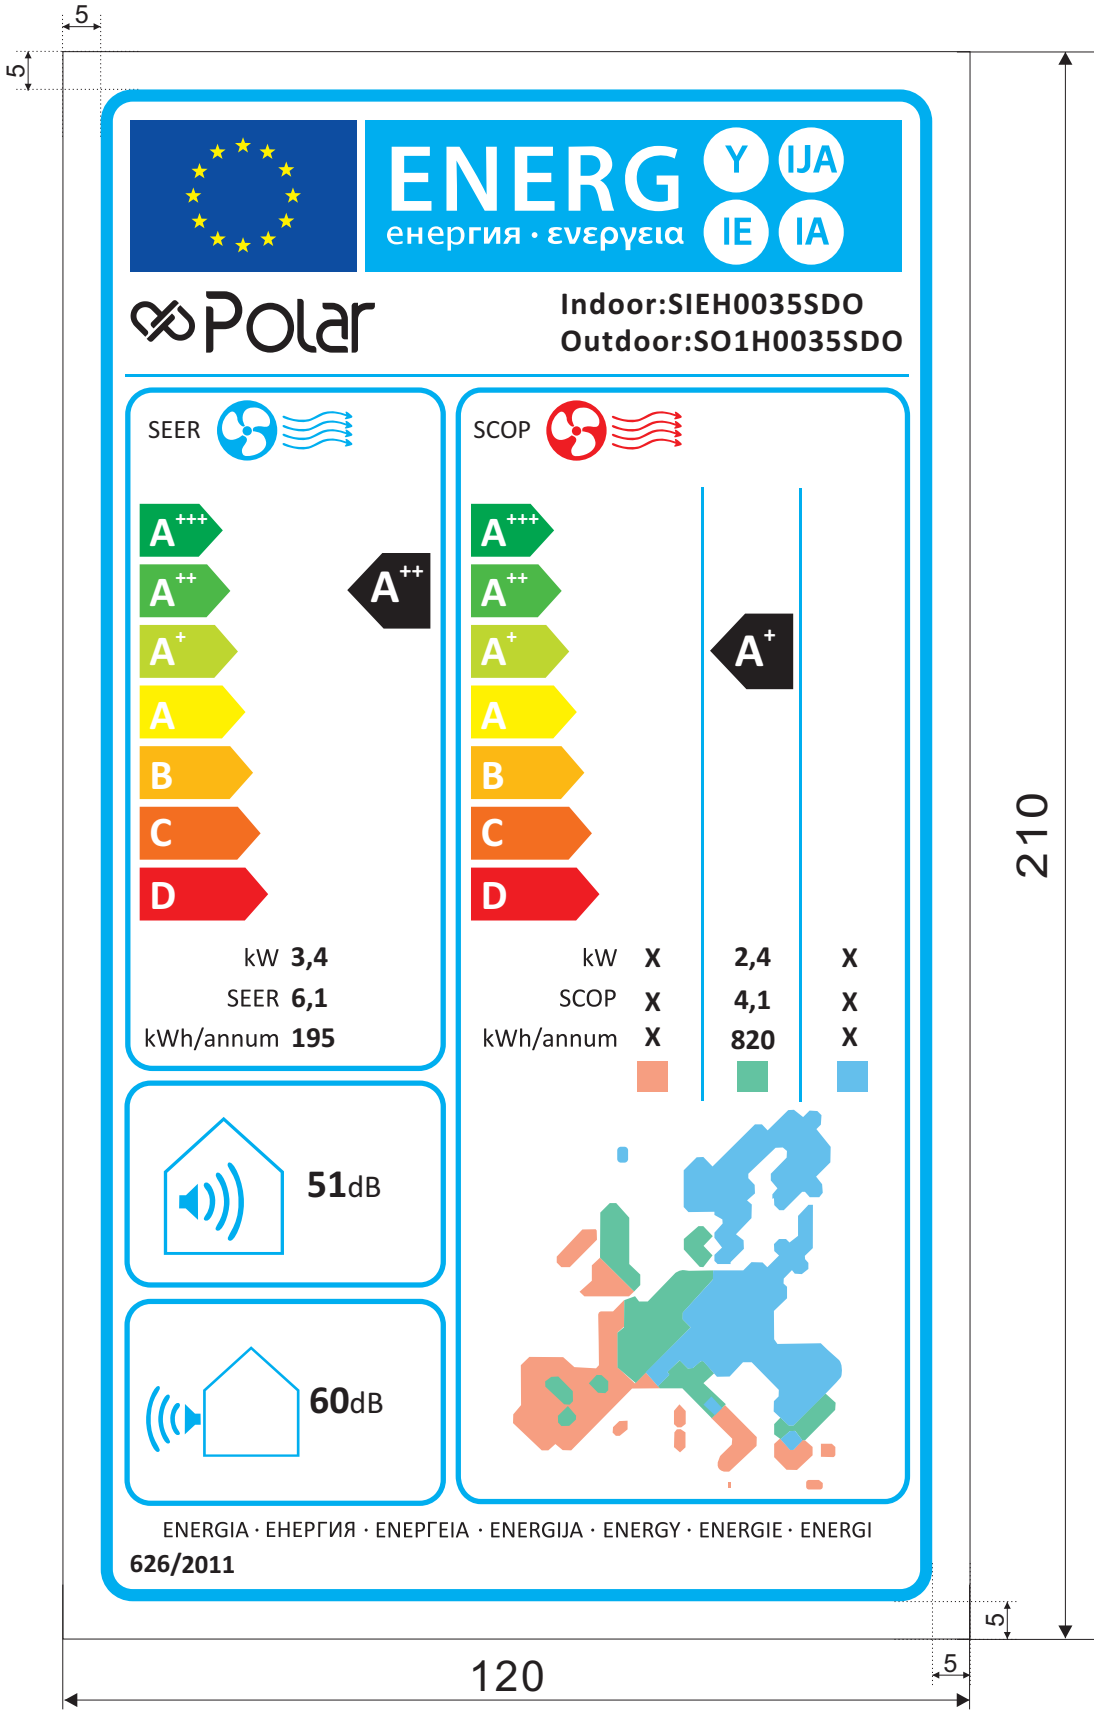 5
5
ENERG
енергия · ενεργεια
Y IJA
IE IA
Polar
Indoor:SIEH0035SDO
Outdoor:SO1H0035SDO
SEER
A+++
A++
A+
A
B
C
D
A++
kW 3,4
SEER 6,1
kWh/annum 195
SCOP
A+++
A++
A+
A
B
C
D
A+
kW X 2,4 X
SCOP X 4,1 X
kWh/annum X 820 X
51dB
60dB
ENERGIA · ЕНЕРГИЯ · ΕΝΕΡΓΕΙΑ · ENERGIJA · ENERGY · ENERGIE · ENERGI
626/2011
210
5
5
120